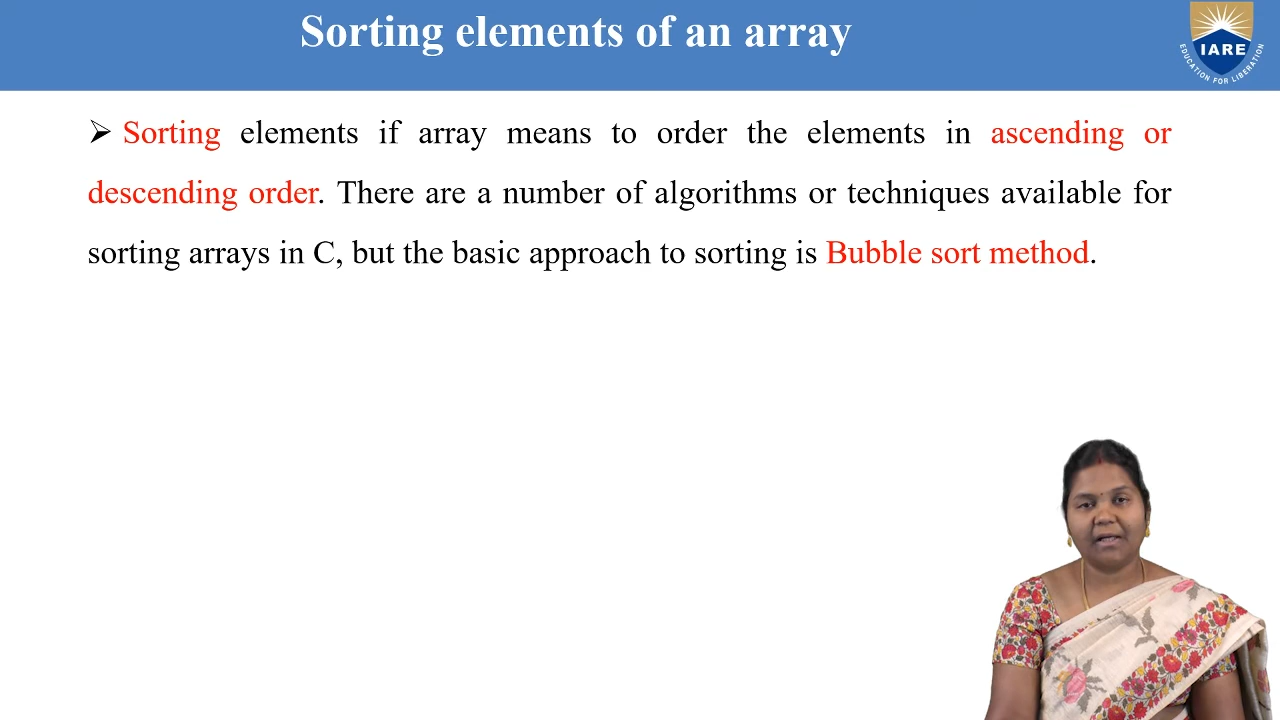 Sorting elements of an array
IARE
EDUCATION FOR LIBERATION
➢ Sorting elements if array means to order the elements in ascending or
descending order. There are a number of algorithms or techniques available for
sorting arrays in C, but the basic approach to sorting is Bubble sort method.